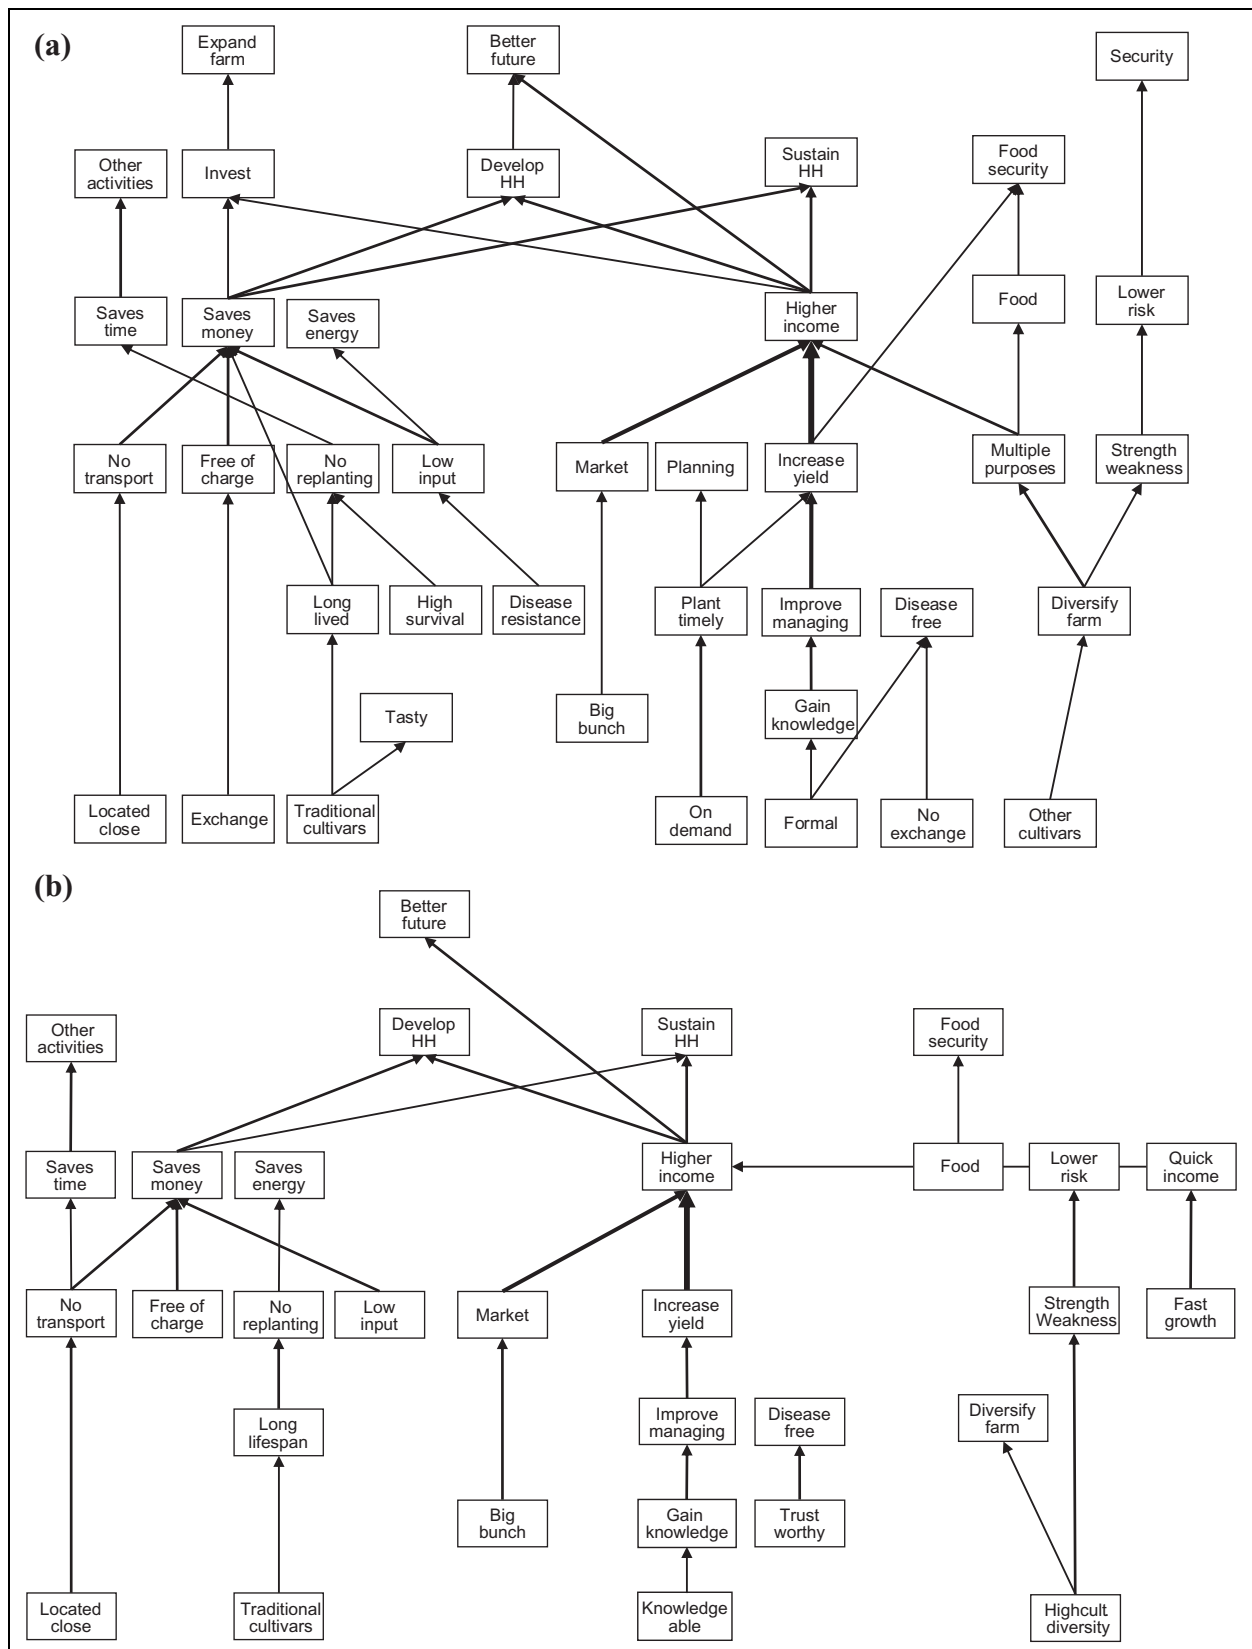 (a)
Expand
farm
Better
future
Security
Other
activities
Invest
Develop
HH
Sustain
HH
Food
security
Saves
time
Saves
money
Saves
energy
Higher
income
Food
Lower
risk
No
transport
Free of
charge
No
replanting
Low
input
Market
Planning
Increase
yield
Multiple
purposes
Strength
weakness
Long
lived
High
survival
Disease
resistance
Plant
timely
Improve
managing
Disease
free
Diversify
farm
Tasty
Big
bunch
Gain
knowledge
Located
close
Exchange
Traditional
cultivars
On
demand
Formal
No
exchange
Other
cultivars
(b)
Better
future
Other
activities
Develop
HH
Sustain
HH
Food
security
Saves
time
Saves
money
Saves
energy
Higher
income
Food
Lower
risk
Quick
income
No
transport
Free of
charge
No
replanting
Low
input
Market
Increase
yield
Strength
Weakness
Fast
growth
Long
lifespan
Improve
managing
Disease
free
Diversify
farm
Big
bunch
Gain
knowledge
Trust
worthy
Located
close
Traditional
cultivars
Knowledge
able
Highcult.
diversity